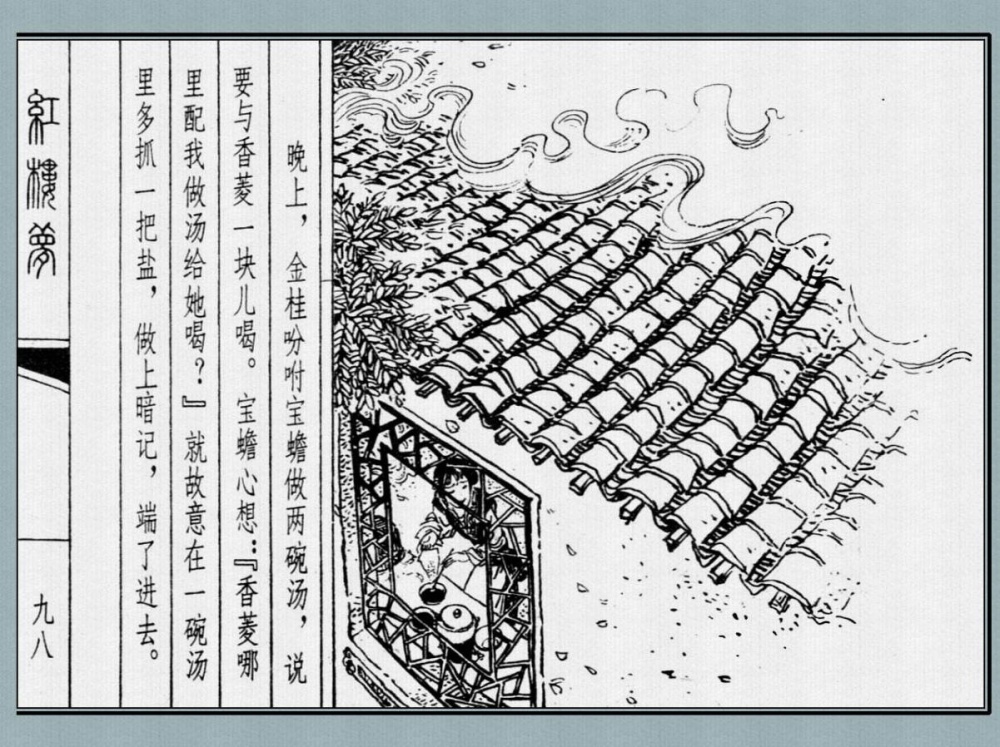 晚上，金桂吩咐宝蟾做两碗汤，说
要与香菱一块儿喝。宝蟾心想：『香菱哪
里配我做汤给她喝？』就故意在一碗汤
里多抓一把盐，做上暗记，端了进去。
紅樓夢
九八